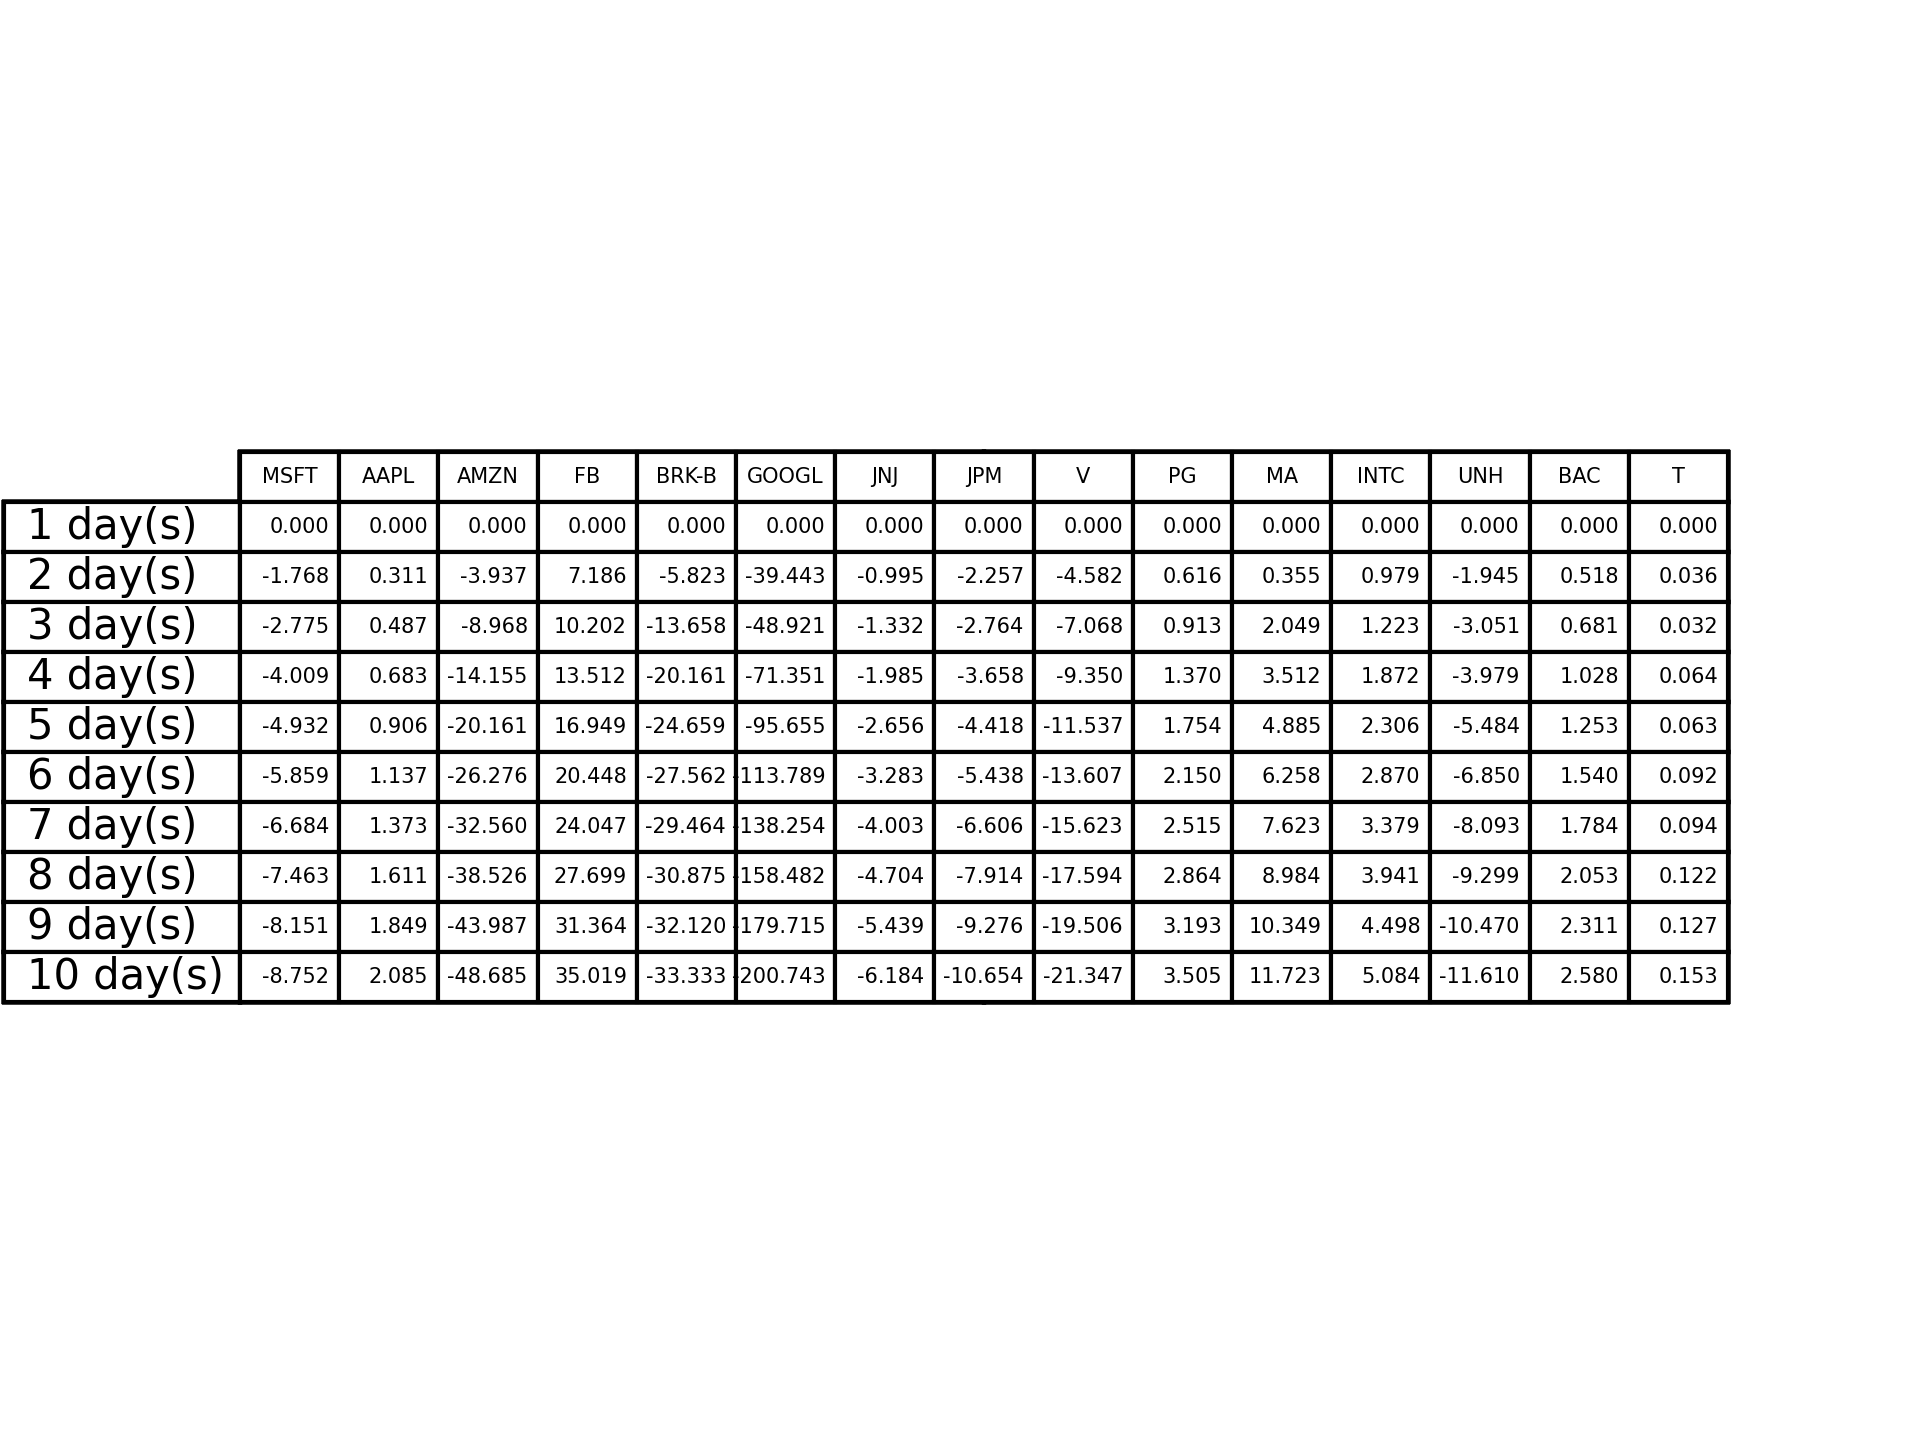 MSFT AAPL AMZN FB BRK-B GOOGL JNJ JPM V PG MA INTC UNH BAC T
1 day(s) 0.000 0.000 0.000 0.000 0.000 0.000 0.000 0.000 0.000 0.000 0.000 0.000 0.000 0.000 0.000
2 day(s) -1.768 0.311 -3.937 7.186 -5.823 -39.443 -0.995 -2.257 -4.582 0.616 0.355 0.979 -1.945 0.518 0.036
3 day(s) -2.775 0.487 -8.968 10.202 -13.658 -48.921 -1.332 -2.764 -7.068 0.913 2.049 1.223 -3.051 0.681 0.032
4 day(s) -4.009 0.683 -14.155 13.512 -20.161 -71.351 -1.985 -3.658 -9.350 1.370 3.512 1.872 -3.979 1.028 0.064
5 day(s) -4.932 0.906 -20.161 16.949 -24.659 -95.655 -2.656 -4.418 -11.537 1.754 4.885 2.306 -5.484 1.253 0.063
6 day(s) -5.859 1.137 -26.276 20.448 -27.562 -113.789 -3.283 -5.438 -13.607 2.150 6.258 2.870 -6.850 1.540 0.092
7 day(s) -6.684 1.373 -32.560 24.047 -29.464 -138.254 -4.003 -6.606 -15.623 2.515 7.623 3.379 -8.093 1.784 0.094
8 day(s) -7.463 1.611 -38.526 27.699 -30.875 -158.482 -4.704 -7.914 -17.594 2.864 8.984 3.941 -9.299 2.053 0.122
9 day(s) -8.151 1.849 -43.987 31.364 -32.120 -179.715 -5.439 -9.276 -19.506 3.193 10.349 4.498 -10.470 2.311 0.127
10 day(s) -8.752 2.085 -48.685 35.019 -33.333 -200.743 -6.184 -10.654 -21.347 3.505 11.723 5.084 -11.610 2.580 0.153